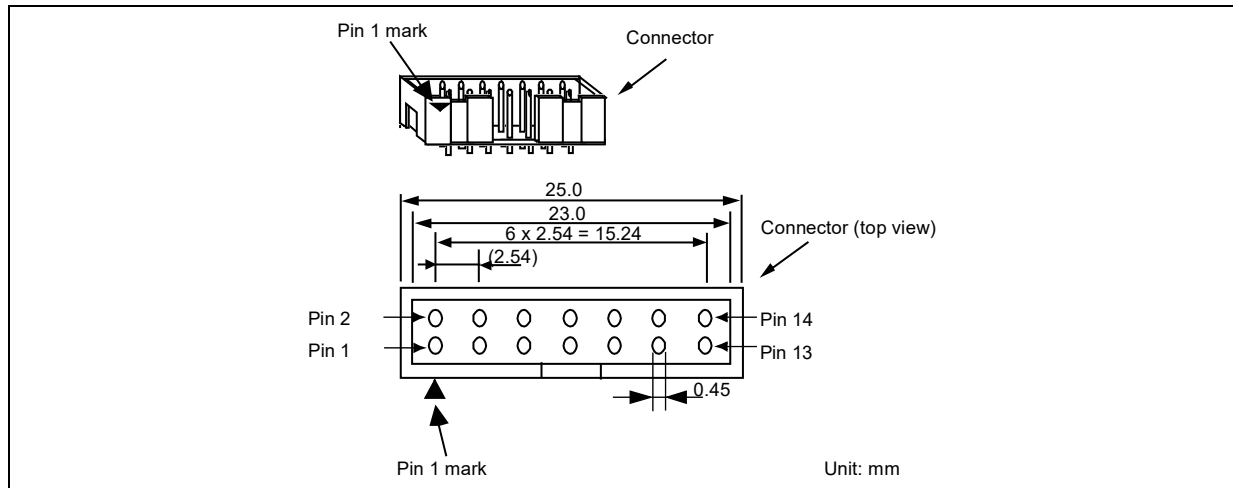 Pin 1 mark
Connector
25.0
23.0
6 x 2.54 = 15.24
(2.54)
Connector (top view)
Pin 2
Pin 14
Pin 1
Pin 13
0.45
Pin 1 mark
Unit: mm